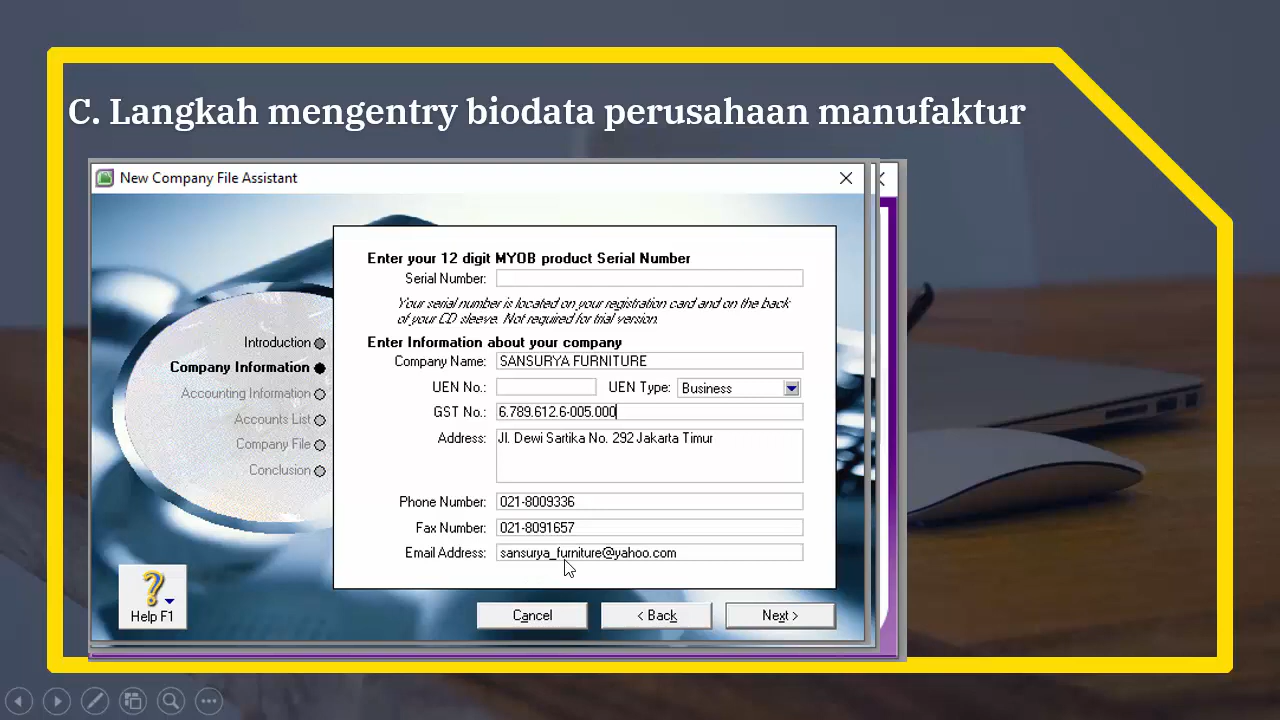 C. Langkah mengentry biodata perusahaan manufaktur
New Company File Assistant
Enter your 12 digit MYOB product Serial Number
Serial Number:
Your serial number is located on your registration card and on the back
of your CD sleeve. Not required for trial version.
Introduction
Company Information
Accounting Information
Accounts List
Company File
Conclusion
Enter Information about your company
Company Name: SANSURYA FURNITURE
UEN No.: UEN Type: Business
GST No.: 6.789.612.6-005.000
Address: Jl. Dewi Sartika No. 292 Jakarta Timur
Phone Number: 021-8009336
Fax Number: 021-8091657
Email Address: sansurya_furniture@yahoo.com
Help F1
Cancel
< Back
Next >